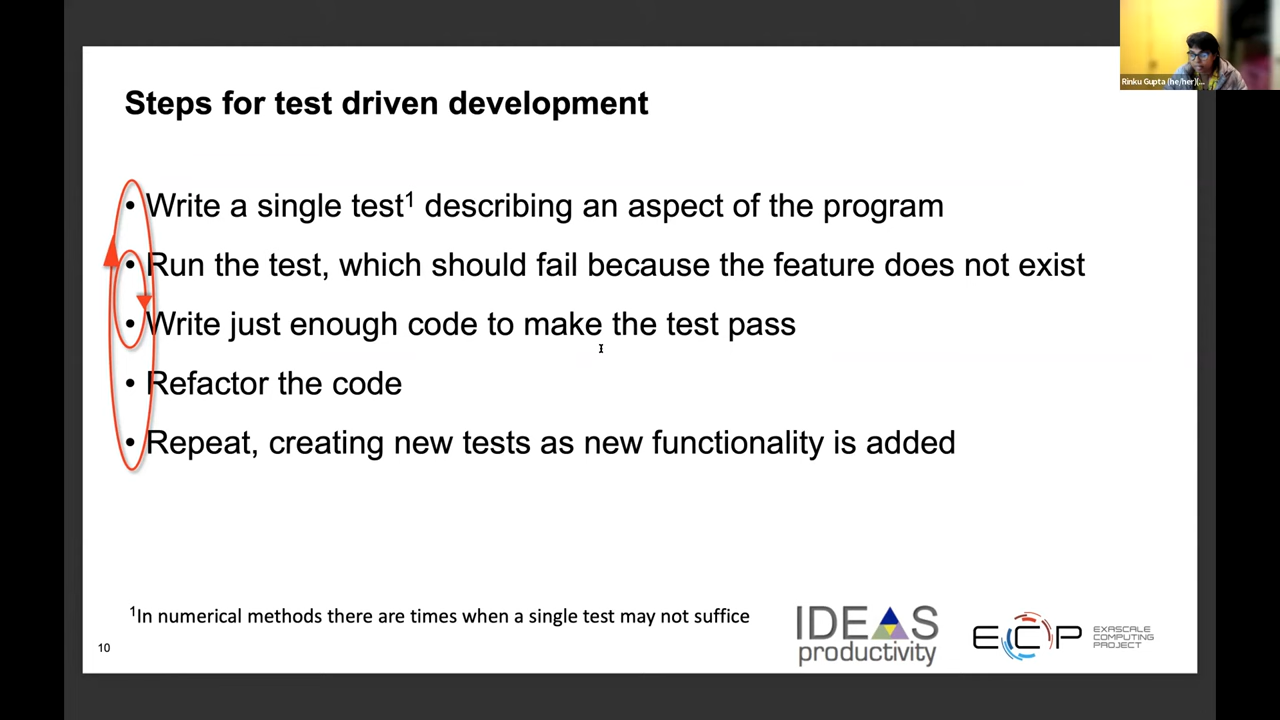 Rinku Gupta (he/her)(...
Steps for test driven development
• Write a single test¹ describing an aspect of the program
• Run the test, which should fail because the feature does not exist
• Write just enough code to make the test pass
• Refactor the code
• Repeat, creating new tests as new functionality is added
¹In numerical methods there are times when a single test may not suffice
10
IDEAS
productivity
ECP
EXASCALE
COMPUTING
PROJECT